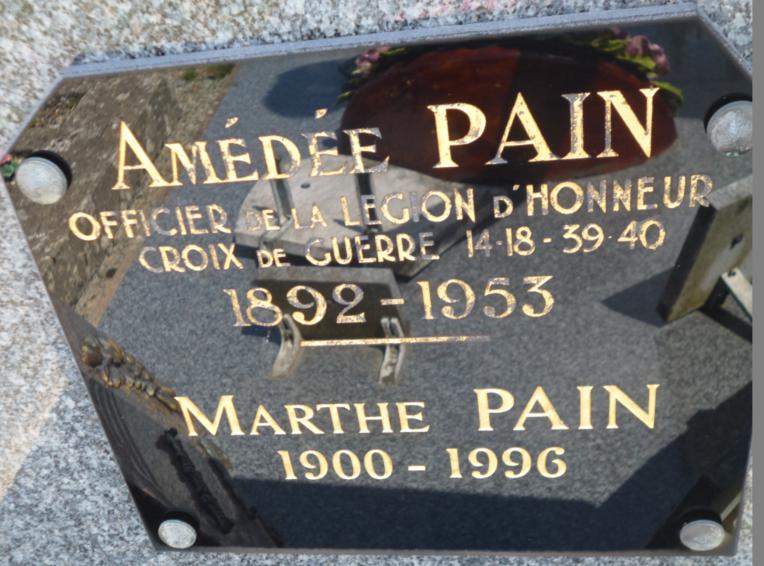 AMÉDÉE PAIN
OFFICIER DE LA LEGION D'HONNEUR
CROIX DE GUERRE 14-18-39-40
1892-1953
MARTHE PAIN
1900-1996